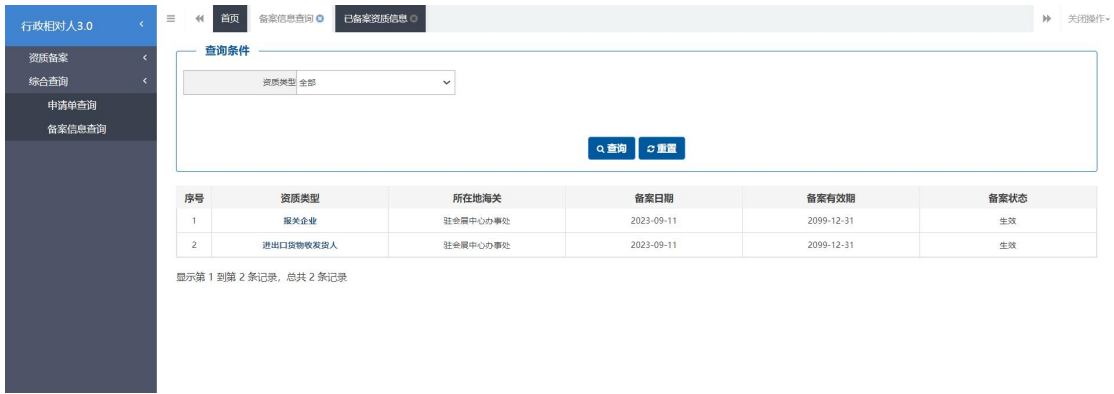 行政相对人3.0
首页 备案信息查询 已备案资质信息 关闭操作
资质备案
综合查询
申请单查询
备案信息查询
查询条件
资质类型 全部
查询 重置
序号 资质类型 所在地海关 备案日期 备案有效期 备案状态
1 报关企业 驻会展中心办事处 2023-09-11 2099-12-31 生效
2 进出口货物收发货人 驻会展中心办事处 2023-09-11 2099-12-31 生效
显示第 1 到第 2 条记录，总共 2 条记录